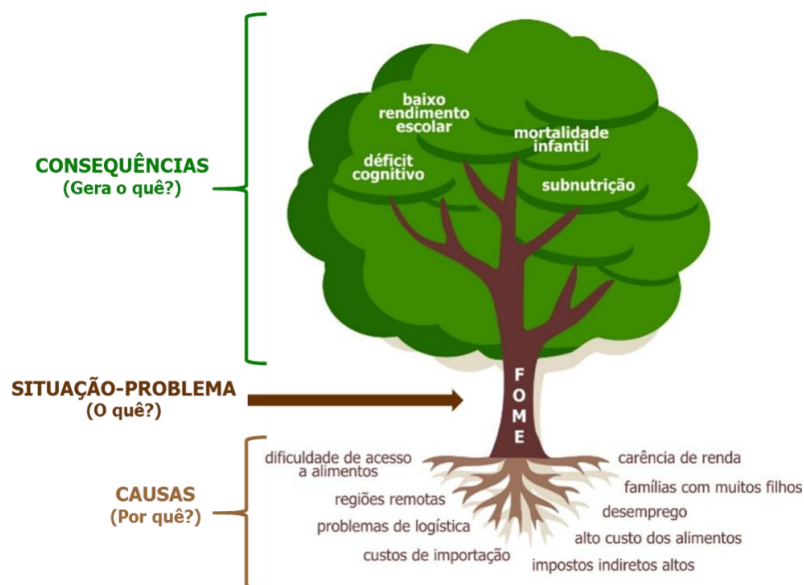 CONSEQUÊNCIAS
(Gera o quê?)
baixo
rendimento
escolar
mortalidade
infantil
déficit
cognitivo
subnutrição
SITUAÇÃO-PROBLEMA
(O quê?)
FOME
CAUSAS
(Por quê?)
dificuldade de acesso
a alimentos
regiões remotas
problemas de logística
custos de importação
carência de renda
famílias com muitos filhos
desemprego
alto custo dos alimentos
impostos indiretos altos